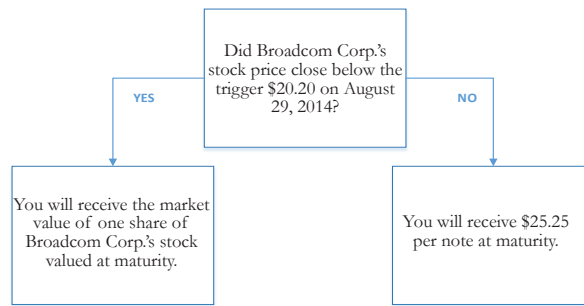 Did Broadcom Corp.'s
stock price close below the
trigger $20.20 on August
29, 2014?
YES
NO
You will receive the market
value of one share of
Broadcom Corp.'s stock
valued at maturity.
You will receive $25.25
per note at maturity.